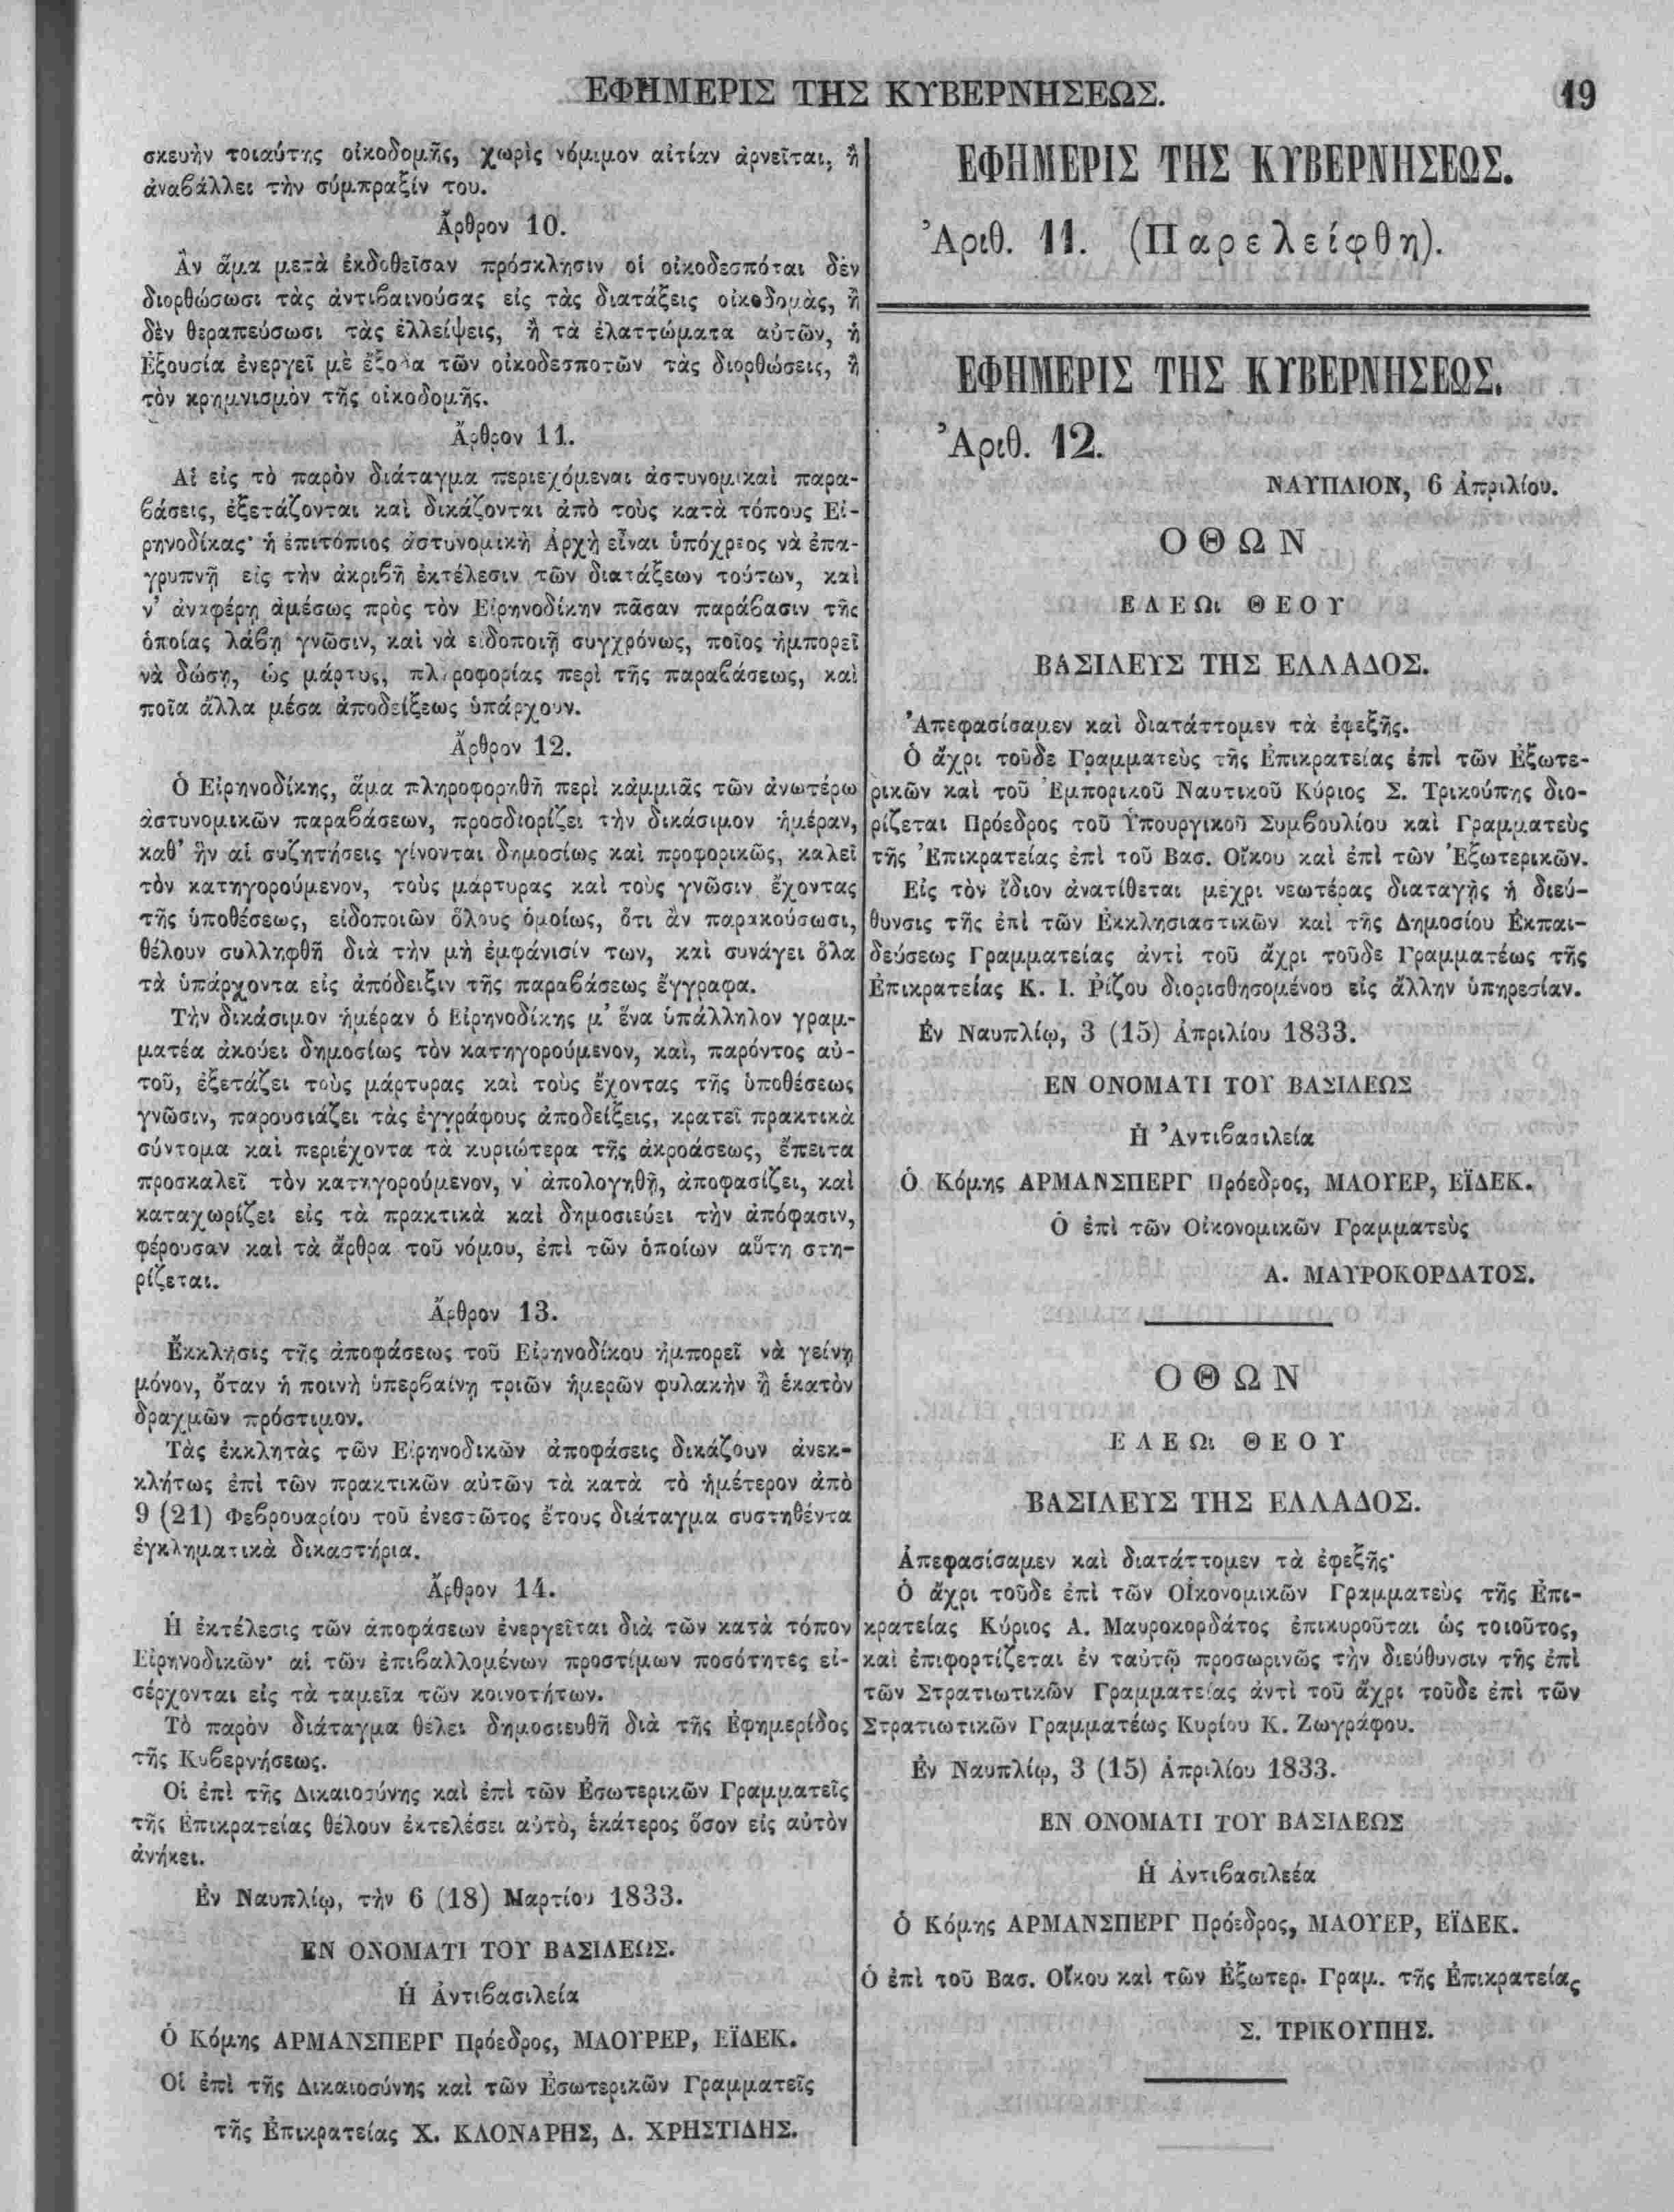 ΕΦΗΜΕΡΙΣ ΤΗΣ ΚΥΒΕΡΝΗΣΕΩΣ.
19
σκευὴν τοιαύτης οἰκοδομῆς, χωρὶς νόμιμον αἰτίαν ἀρνεῖται, ἢ
ἀναβάλλει τὴν σύμπραξίν του.
Ἄρθρον 10.
Ἂν ἅμα μετὰ ἐκδοθεῖσαν πρόσκλησιν οἱ οἰκοδεσπόται δὲν
διορθώσωσι τὰς ἀντιβαινούσας εἰς τὰς διατάξεις οἰκοδομὰς, ἢ
δὲν θεραπεύσωσι τὰς ἐλλείψεις, ἢ τὰ ἐλαττώματα αὐτῶν, ἡ
Ἐξουσία ἐνεργεῖ μὲ ἔξοδα τῶν οἰκοδεσποτῶν τὰς διορθώσεις, ἢ
τὸν κρημνισμὸν τῆς οἰκοδομῆς.
Ἄρθρον 11.
Αἱ εἰς τὸ παρὸν διάταγμα περιεχόμεναι ἀστυνομικαὶ παρα-
βάσεις, ἐξετάζονται καὶ δικάζονται ἀπὸ τοὺς κατὰ τόπους Εἰ-
ρηνοδίκας· ἡ ἐπιτόπιος ἀστυνομικὴ Ἀρχὴ εἶναι ὑπόχρεος νὰ ἐπα-
γρυπνῇ εἰς τὴν ἀκριβῆ ἐκτέλεσιν τῶν διατάξεων τούτων, καὶ
ν’ ἀναφέρῃ ἀμέσως πρὸς τὸν Εἰρηνοδίκην πᾶσαν παράβασιν τῆς
ὁποίας λάβῃ γνῶσιν, καὶ νὰ εἰδοποιῇ συγχρόνως, ποῖος ἠμπορεῖ
νὰ δώσῃ, ὡς μάρτυς, πληροφορίας περὶ τῆς παραβάσεως, καὶ
ποῖα ἄλλα μέσα ἀποδείξεως ὑπάρχουν.
Ἄρθρον 12.
Ὁ Εἰρηνοδίκης, ἅμα πληροφορηθῆ περὶ κἀμμιᾶς τῶν ἀνωτέρω
ἀστυνομικῶν παραβάσεων, προσδιορίζει τὴν δικάσιμον ἡμέραν,
καθ’ ἣν αἱ συζητήσεις γίνονται δημοσίως καὶ προφορικῶς, καλεῖ
τὸν κατηγορούμενον, τοὺς μάρτυρας καὶ τοὺς γνῶσιν ἔχοντας
τῆς ὑποθέσεως, εἰδοποιῶν ὅλους ὁμοίως, ὅτι ἂν παρακούσωσι,
θέλουν συλληφθῆ διὰ τὴν μὴ ἐμφάνισίν των, καὶ συνάγει ὅλα
τὰ ὑπάρχοντα εἰς ἀπόδειξιν τῆς παραβάσεως ἔγγραφα.
Τὴν δικάσιμον ἡμέραν ὁ Εἰρηνοδίκης μ’ ἕνα ὑπάλληλον γραμ-
ματέα ἀκούει δημοσίως τὸν κατηγορούμενον, καὶ, παρόντος αὐ-
τοῦ, ἐξετάζει τοὺς μάρτυρας καὶ τοὺς ἔχοντας τῆς ὑποθέσεως
γνῶσιν, παρουσιάζει τὰς ἐγγράφους ἀποδείξεις, κρατεῖ πρακτικὰ
σύντομα καὶ περιέχοντα τὰ κυριώτερα τῆς ἀκροάσεως, ἔπειτα
προσκαλεῖ τὸν κατηγορούμενον, ν’ ἀπολογηθῇ, ἀποφασίζει, καὶ
καταχωρίζει εἰς τὰ πρακτικὰ καὶ δημοσιεύει τὴν ἀπόφασιν,
φέρουσαν καὶ τὰ ἄρθρα τοῦ νόμου, ἐπὶ τῶν ὁποίων αὕτη στη-
ρίζεται.
Ἄρθρον 13.
Ἔκκλησις τῆς ἀποφάσεως τοῦ Εἰρηνοδίκου ἠμπορεῖ νὰ γείνῃ
μόνον, ὅταν ἡ ποινὴ ὑπερβαίνῃ τριῶν ἡμερῶν φυλακὴν ἢ ἑκατὸν
δραχμῶν πρόστιμον.
Τὰς ἐκκλητὰς τῶν Εἰρηνοδικῶν ἀποφάσεις δικάζουν ἀνεκ-
κλήτως ἐπὶ τῶν πρακτικῶν αὐτῶν τὰ κατὰ τὸ ἡμέτερον ἀπὸ
9 (21) Φεβρουαρίου τοῦ ἐνεστῶτος ἔτους διάταγμα συστηθέντα
ἐγκληματικὰ δικαστήρια.
Ἄρθρον 14.
Ἡ ἐκτέλεσις τῶν ἀποφάσεων ἐνεργεῖται διὰ τῶν κατὰ τόπον
Εἰρηνοδικῶν· αἱ τῶν ἐπιβαλλομένων προστίμων ποσότητες εἰ-
σέρχονται εἰς τὰ ταμεῖα τῶν κοινοτήτων.
Τὸ παρὸν διάταγμα θέλει δημοσιευθῆ διὰ τῆς Ἐφημερίδος
τῆς Κυβερνήσεως.
Οἱ ἐπὶ τῆς Δικαιοσύνης καὶ ἐπὶ τῶν Ἐσωτερικῶν Γραμματεῖς
τῆς Ἐπικρατείας θέλουν ἐκτελέσει αὐτὸ, ἑκάτερος ὅσον εἰς αὐτὸν
ἀνήκει.
Ἐν Ναυπλίῳ, τὴν 6 (18) Μαρτίου 1833.
ΕΝ ΟΝΟΜΑΤΙ ΤΟΥ ΒΑΣΙΛΕΩΣ.
Ἡ Ἀντιβασιλεία
Ὁ Κόμης ΑΡΜΑΝΣΠΕΡΓ Πρόεδρος, ΜΑΟΥΡΕΡ, ΕΪΔΕΚ.
Οἱ ἐπὶ τῆς Δικαιοσύνης καὶ τῶν Ἐσωτερικῶν Γραμματεῖς
τῆς Ἐπικρατείας Χ. ΚΛΟΝΑΡΗΣ, Δ. ΧΡΗΣΤΙΔΗΣ.
ΕΦΗΜΕΡΙΣ ΤΗΣ ΚΥΒΕΡΝΗΣΕΩΣ.
Ἀριθ. 11. (Παρελείφθη).
ΕΦΗΜΕΡΙΣ ΤΗΣ ΚΥΒΕΡΝΗΣΕΩΣ.
Ἀριθ. 12.
ΝΑΥΠΛΙΟΝ, 6 Ἀπριλίου.
ΟΘΩΝ
ΕΛΕΩι ΘΕΟΥ
ΒΑΣΙΛΕΥΣ ΤΗΣ ΕΛΛΑΔΟΣ.
Ἀπεφασίσαμεν καὶ διατάττομεν τὰ ἐφεξῆς.
Ὁ ἄχρι τοῦδε Γραμματεὺς τῆς Ἐπικρατείας ἐπὶ τῶν Ἐξωτε-
ρικῶν καὶ τοῦ Ἐμπορικοῦ Ναυτικοῦ Κύριος Σ. Τρικούπης διο-
ρίζεται Πρόεδρος τοῦ Ὑπουργικοῦ Συμβουλίου καὶ Γραμματεὺς
τῆς Ἐπικρατείας ἐπὶ τοῦ Βασ. Οἴκου καὶ ἐπὶ τῶν Ἐξωτερικῶν.
Εἰς τὸν ἴδιον ἀνατίθεται μέχρι νεωτέρας διαταγῆς ἡ διεύ-
θυνσις τῆς ἐπὶ τῶν Ἐκκλησιαστικῶν καὶ τῆς Δημοσίου Ἐκπαι-
δεύσεως Γραμματείας ἀντὶ τοῦ ἄχρι τοῦδε Γραμματέως τῆς
Ἐπικρατείας Κ. Ι. Ῥίζου διορισθησομένου εἰς ἄλλην ὑπηρεσίαν.
Ἐν Ναυπλίῳ, 3 (15) Ἀπριλίου 1833.
ΕΝ ΟΝΟΜΑΤΙ ΤΟΥ ΒΑΣΙΛΕΩΣ
Ἡ Ἀντιβασιλεία
Ὁ Κόμης ΑΡΜΑΝΣΠΕΡΓ Πρόεδρος, ΜΑΟΥΕΡ, ΕΪΔΕΚ.
Ὁ ἐπὶ τῶν Οἰκονομικῶν Γραμματεὺς
Α. ΜΑΥΡΟΚΟΡΔΑΤΟΣ.
ΟΘΩΝ
ΕΛΕΩι ΘΕΟΥ
ΒΑΣΙΛΕΥΣ ΤΗΣ ΕΛΛΑΔΟΣ.
Ἀπεφασίσαμεν καὶ διατάττομεν τὰ ἐφεξῆς·
Ὁ ἄχρι τοῦδε ἐπὶ τῶν Οἰκονομικῶν Γραμματεὺς τῆς Ἐπι-
κρατείας Κύριος Α. Μαυροκορδάτος ἐπικυροῦται ὡς τοιοῦτος,
καὶ ἐπιφορτίζεται ἐν ταὐτῷ προσωρινῶς τὴν διεύθυνσιν τῆς ἐπὶ
τῶν Στρατιωτικῶν Γραμματείας ἀντὶ τοῦ ἄχρι τοῦδε ἐπὶ τῶν
Στρατιωτικῶν Γραμματέως Κυρίου Κ. Ζωγράφου.
Ἐν Ναυπλίῳ, 3 (15) Ἀπριλίου 1833.
ΕΝ ΟΝΟΜΑΤΙ ΤΟΥ ΒΑΣΙΛΕΩΣ
Ἡ Ἀντιβασιλεέα
Ὁ Κόμης ΑΡΜΑΝΣΠΕΡΓ Πρόεδρος, ΜΑΟΥΕΡ, ΕΪΔΕΚ.
Ὁ ἐπὶ τοῦ Βασ. Οἴκου καὶ τῶν Ἐξωτερ. Γραμ. τῆς Ἐπικρατείας
Σ. ΤΡΙΚΟΥΠΗΣ.